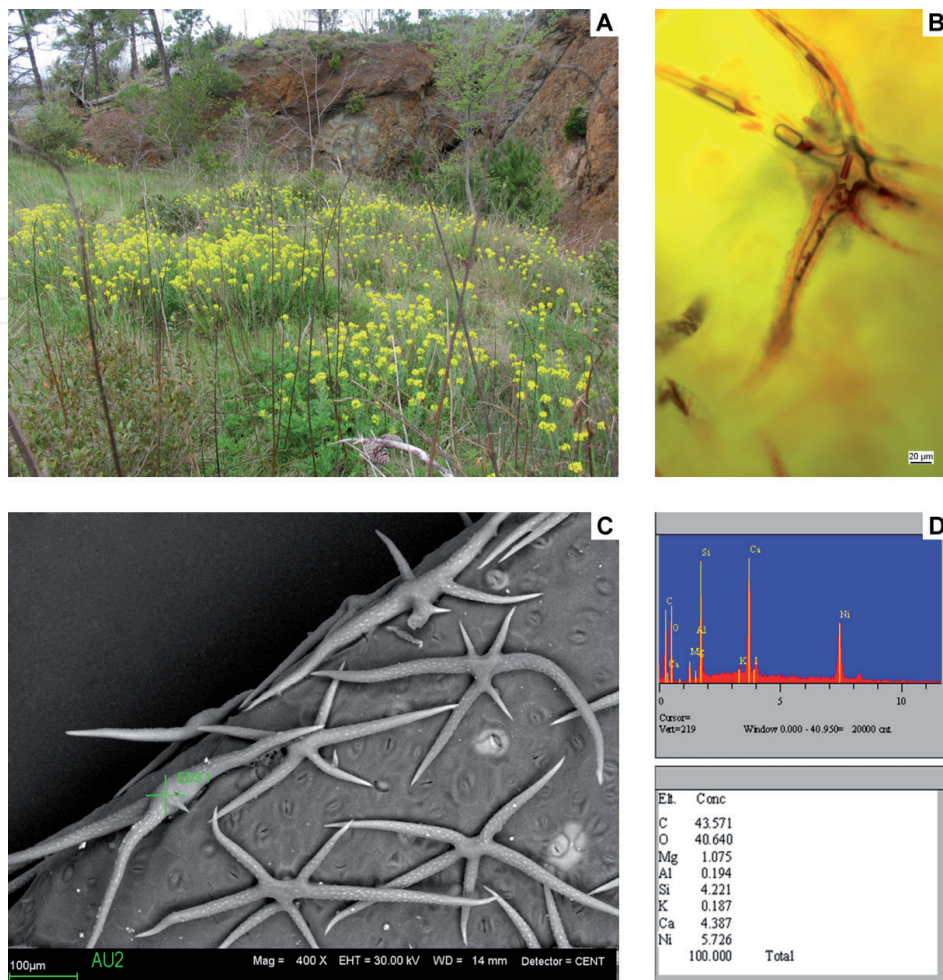 A
B
20 µm
C
EDS 1
100µm
AU2
Mag = 400 X EHT = 30.00 kV WD = 14 mm Detector = CENT
D
Si
Ca
C
O
Ni
Al
Mg
Ca
K
0 5 10
Cursor=
Vert=219 Window 0.000 - 40.950= 20000 cnt
Elt. Conc
C 43.571
O 40.640
Mg 1.075
Al 0.194
Si 4.221
K 0.187
Ca 4.387
Ni 5.726
100.000 Total